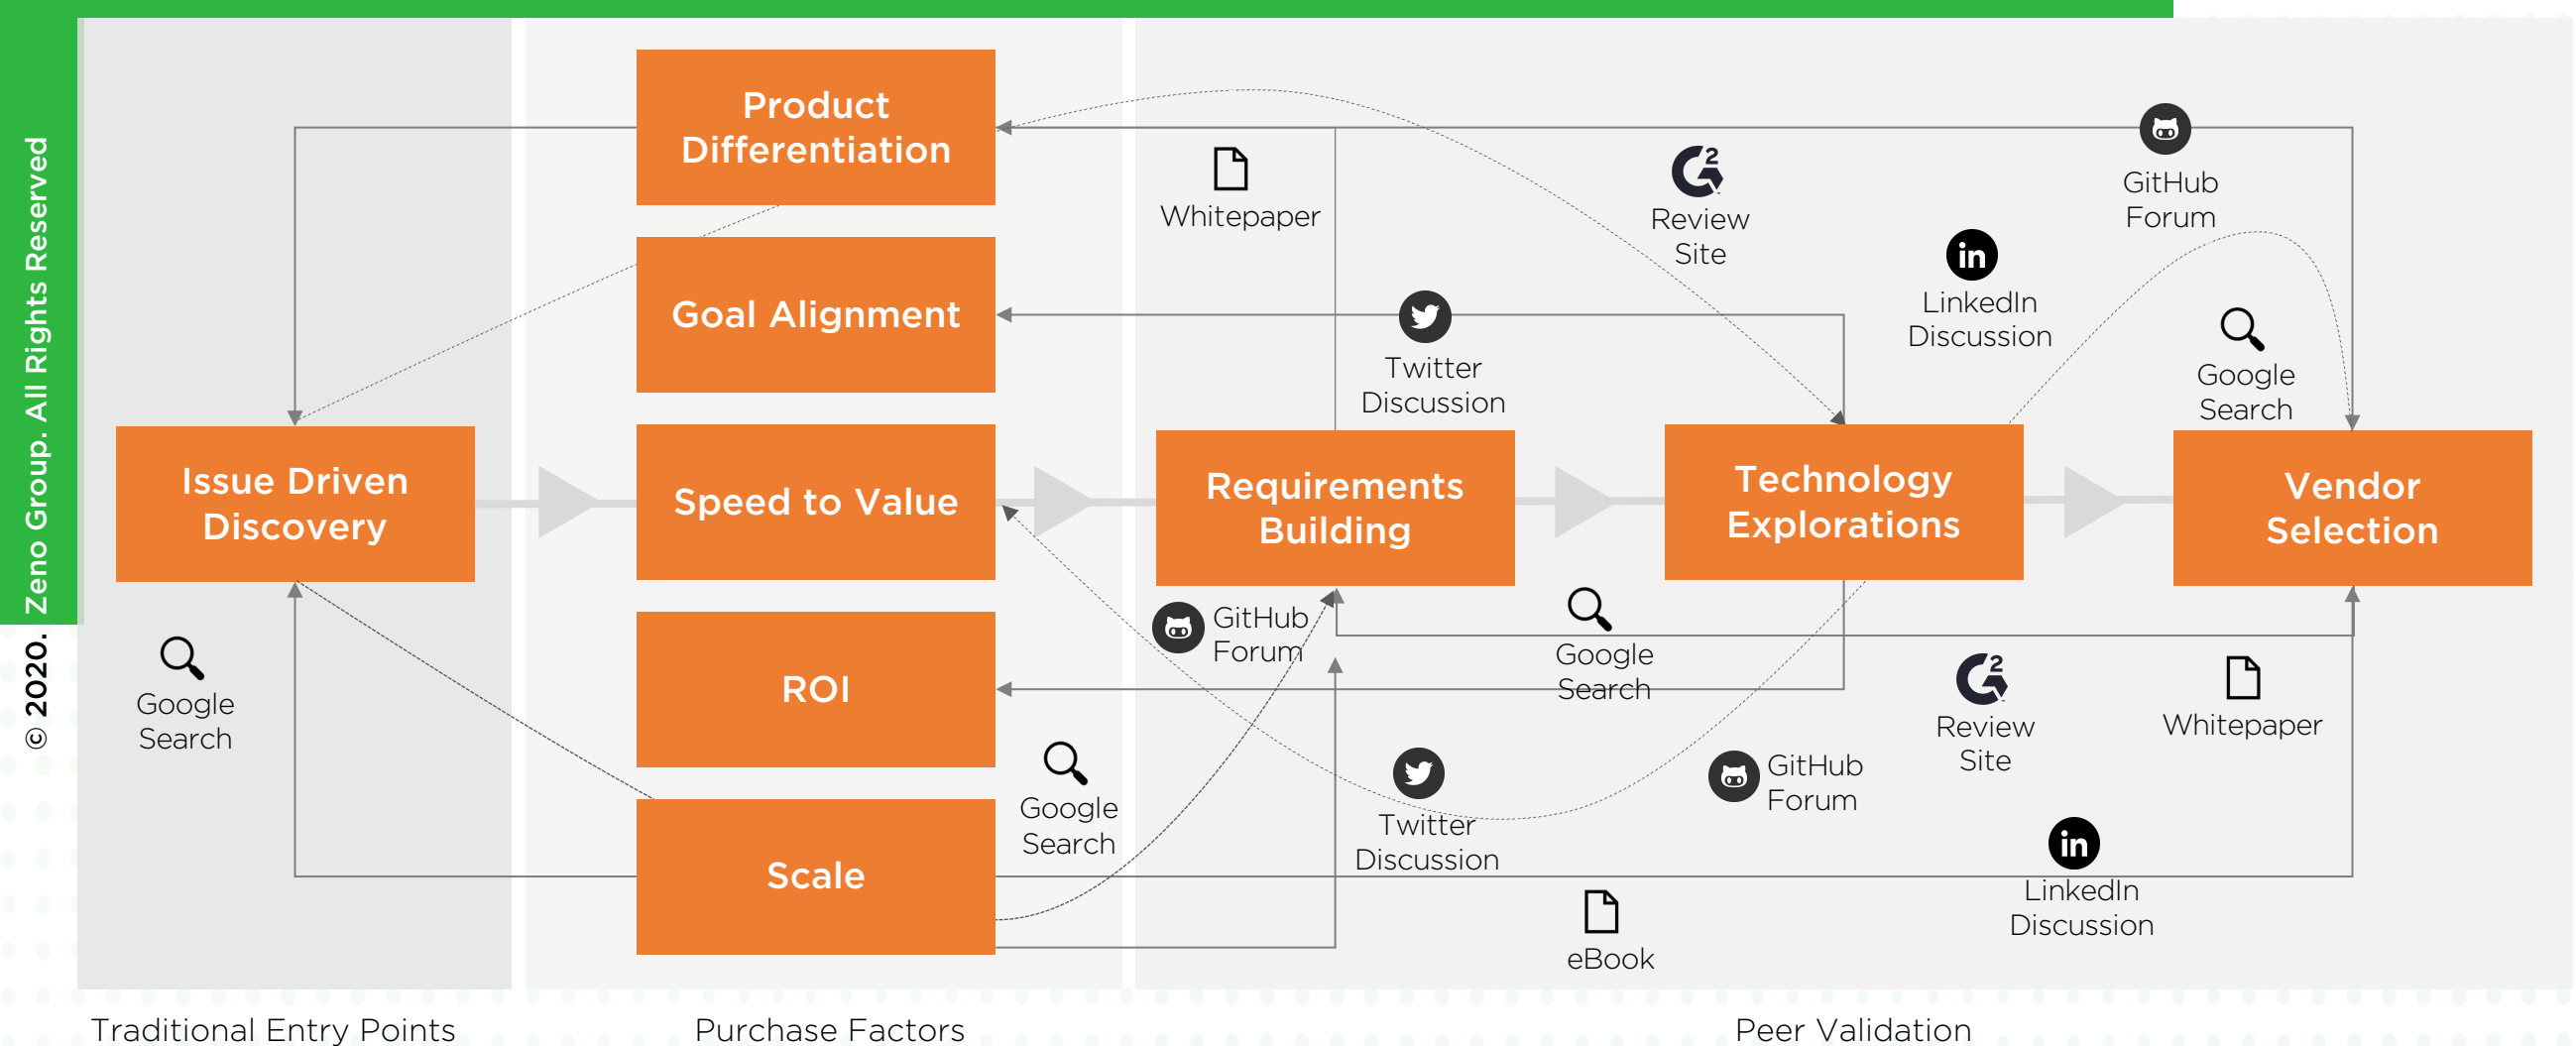 © 2020. Zeno Group. All Rights Reserved
Product
Differentiation
Goal Alignment
Issue Driven
Discovery
Speed to Value
ROI
Scale
Google
Search
Google
Search
Whitepaper
Review
Site
GitHub
Forum
LinkedIn
Discussion
Twitter
Discussion
Google
Search
Requirements
Building
Technology
Explorations
Vendor
Selection
GitHub
Forum
Google
Search
Review
Site
Whitepaper
Twitter
Discussion
GitHub
Forum
LinkedIn
Discussion
eBook
Traditional Entry Points
Purchase Factors
Peer Validation